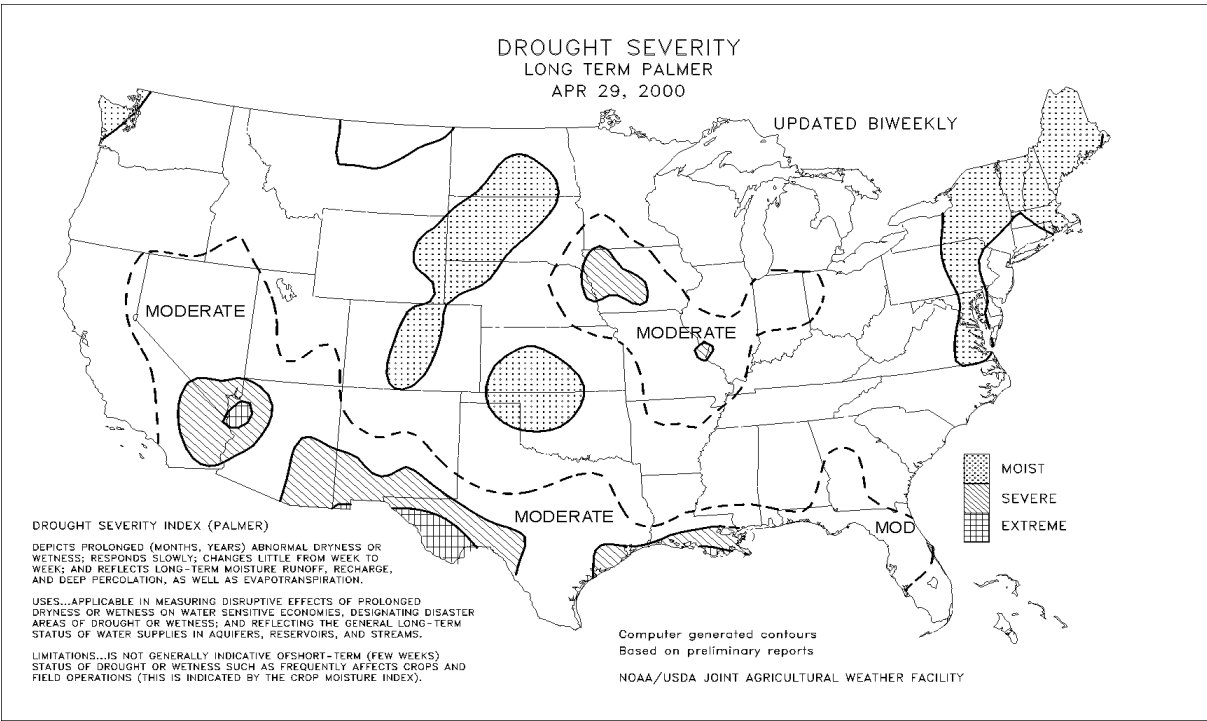 DROUGHT SEVERITY
LONG TERM PALMER
APR 29, 2000
UPDATED BIWEEKLY
MODERATE
MODERATE
MODERATE
MOD
MOIST
SEVERE
EXTREME
DROUGHT SEVERITY INDEX (PALMER)
DEPICTS PROLONGED (MONTHS, YEARS) ABNORMAL DRYNESS OR
WETNESS; RESPONDS SLOWLY; CHANGES LITTLE FROM WEEK TO
WEEK; AND REFLECTS LONG-TERM MOISTURE RUNOFF, RECHARGE,
AND DEEP PERCOLATION, AS WELL AS EVAPOTRANSPIRATION.
USES...APPLICABLE IN MEASURING DISRUPTIVE EFFECTS OF PROLONGED
DRYNESS OR WETNESS ON WATER SENSITIVE ECONOMIES, DESIGNATING DISASTER
AREAS OF DROUGHT OR WETNESS; AND REFLECTING THE GENERAL LONG-TERM
STATUS OF WATER SUPPLIES IN AQUIFERS, RESERVOIRS, AND STREAMS.
LIMITATIONS...IS NOT GENERALLY INDICATIVE OFSHORT-TERM (FEW WEEKS)
STATUS OF DROUGHT OR WETNESS SUCH AS FREQUENTLY AFFECTS CROPS AND
FIELD OPERATIONS (THIS IS INDICATED BY THE CROP MOISTURE INDEX).
Computer generated contours
Based on preliminary reports
NOAA/USDA JOINT AGRICULTURAL WEATHER FACILITY